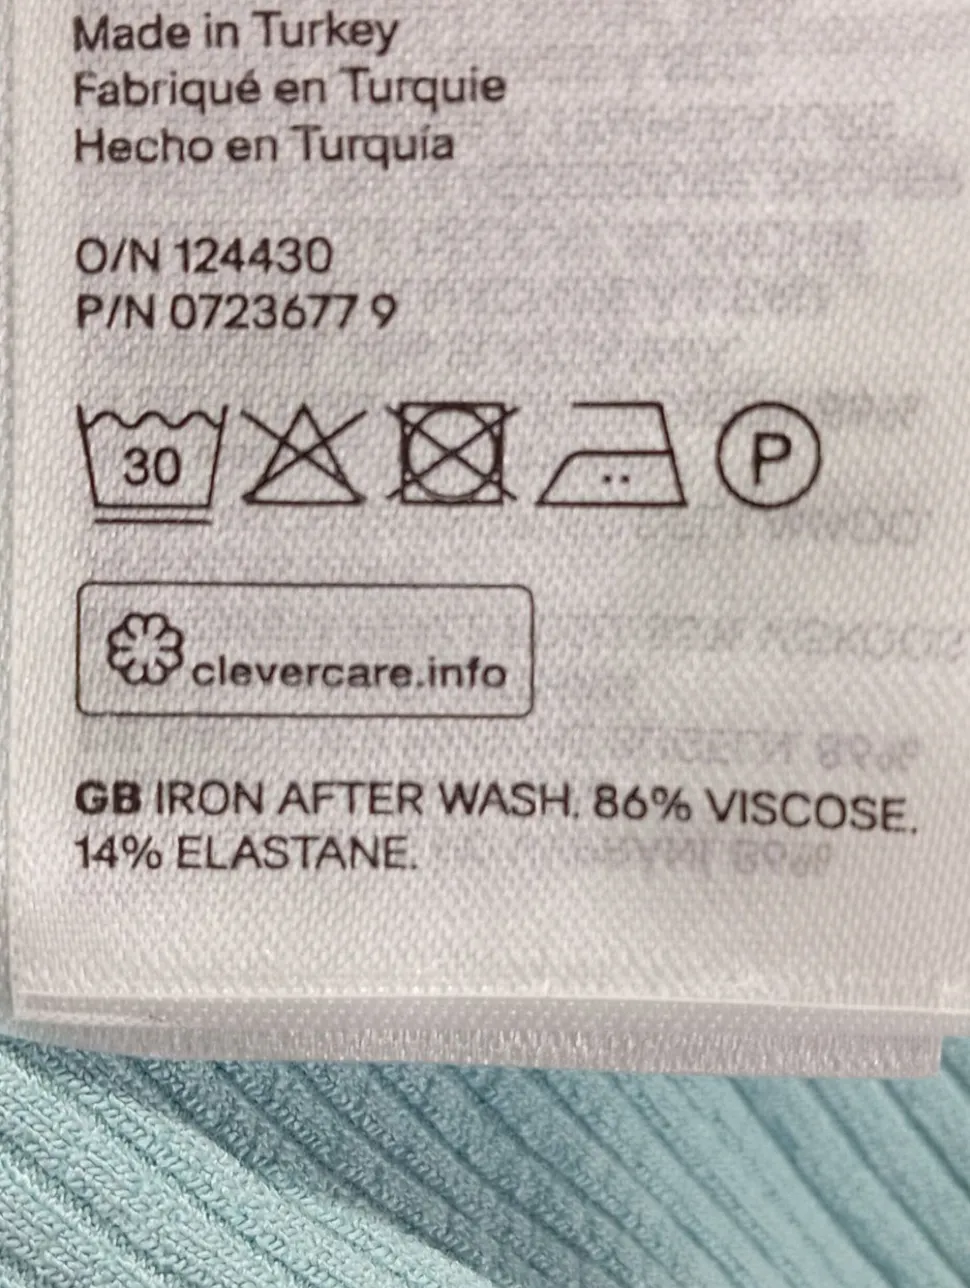 Made in Turkey
Fabriqué en Turquie
Hecho en Turquía
O/N 124430
P/N 0723677 9
30 P
clevercare.info
GB IRON AFTER WASH. 86% VISCOSE.
14% ELASTANE.